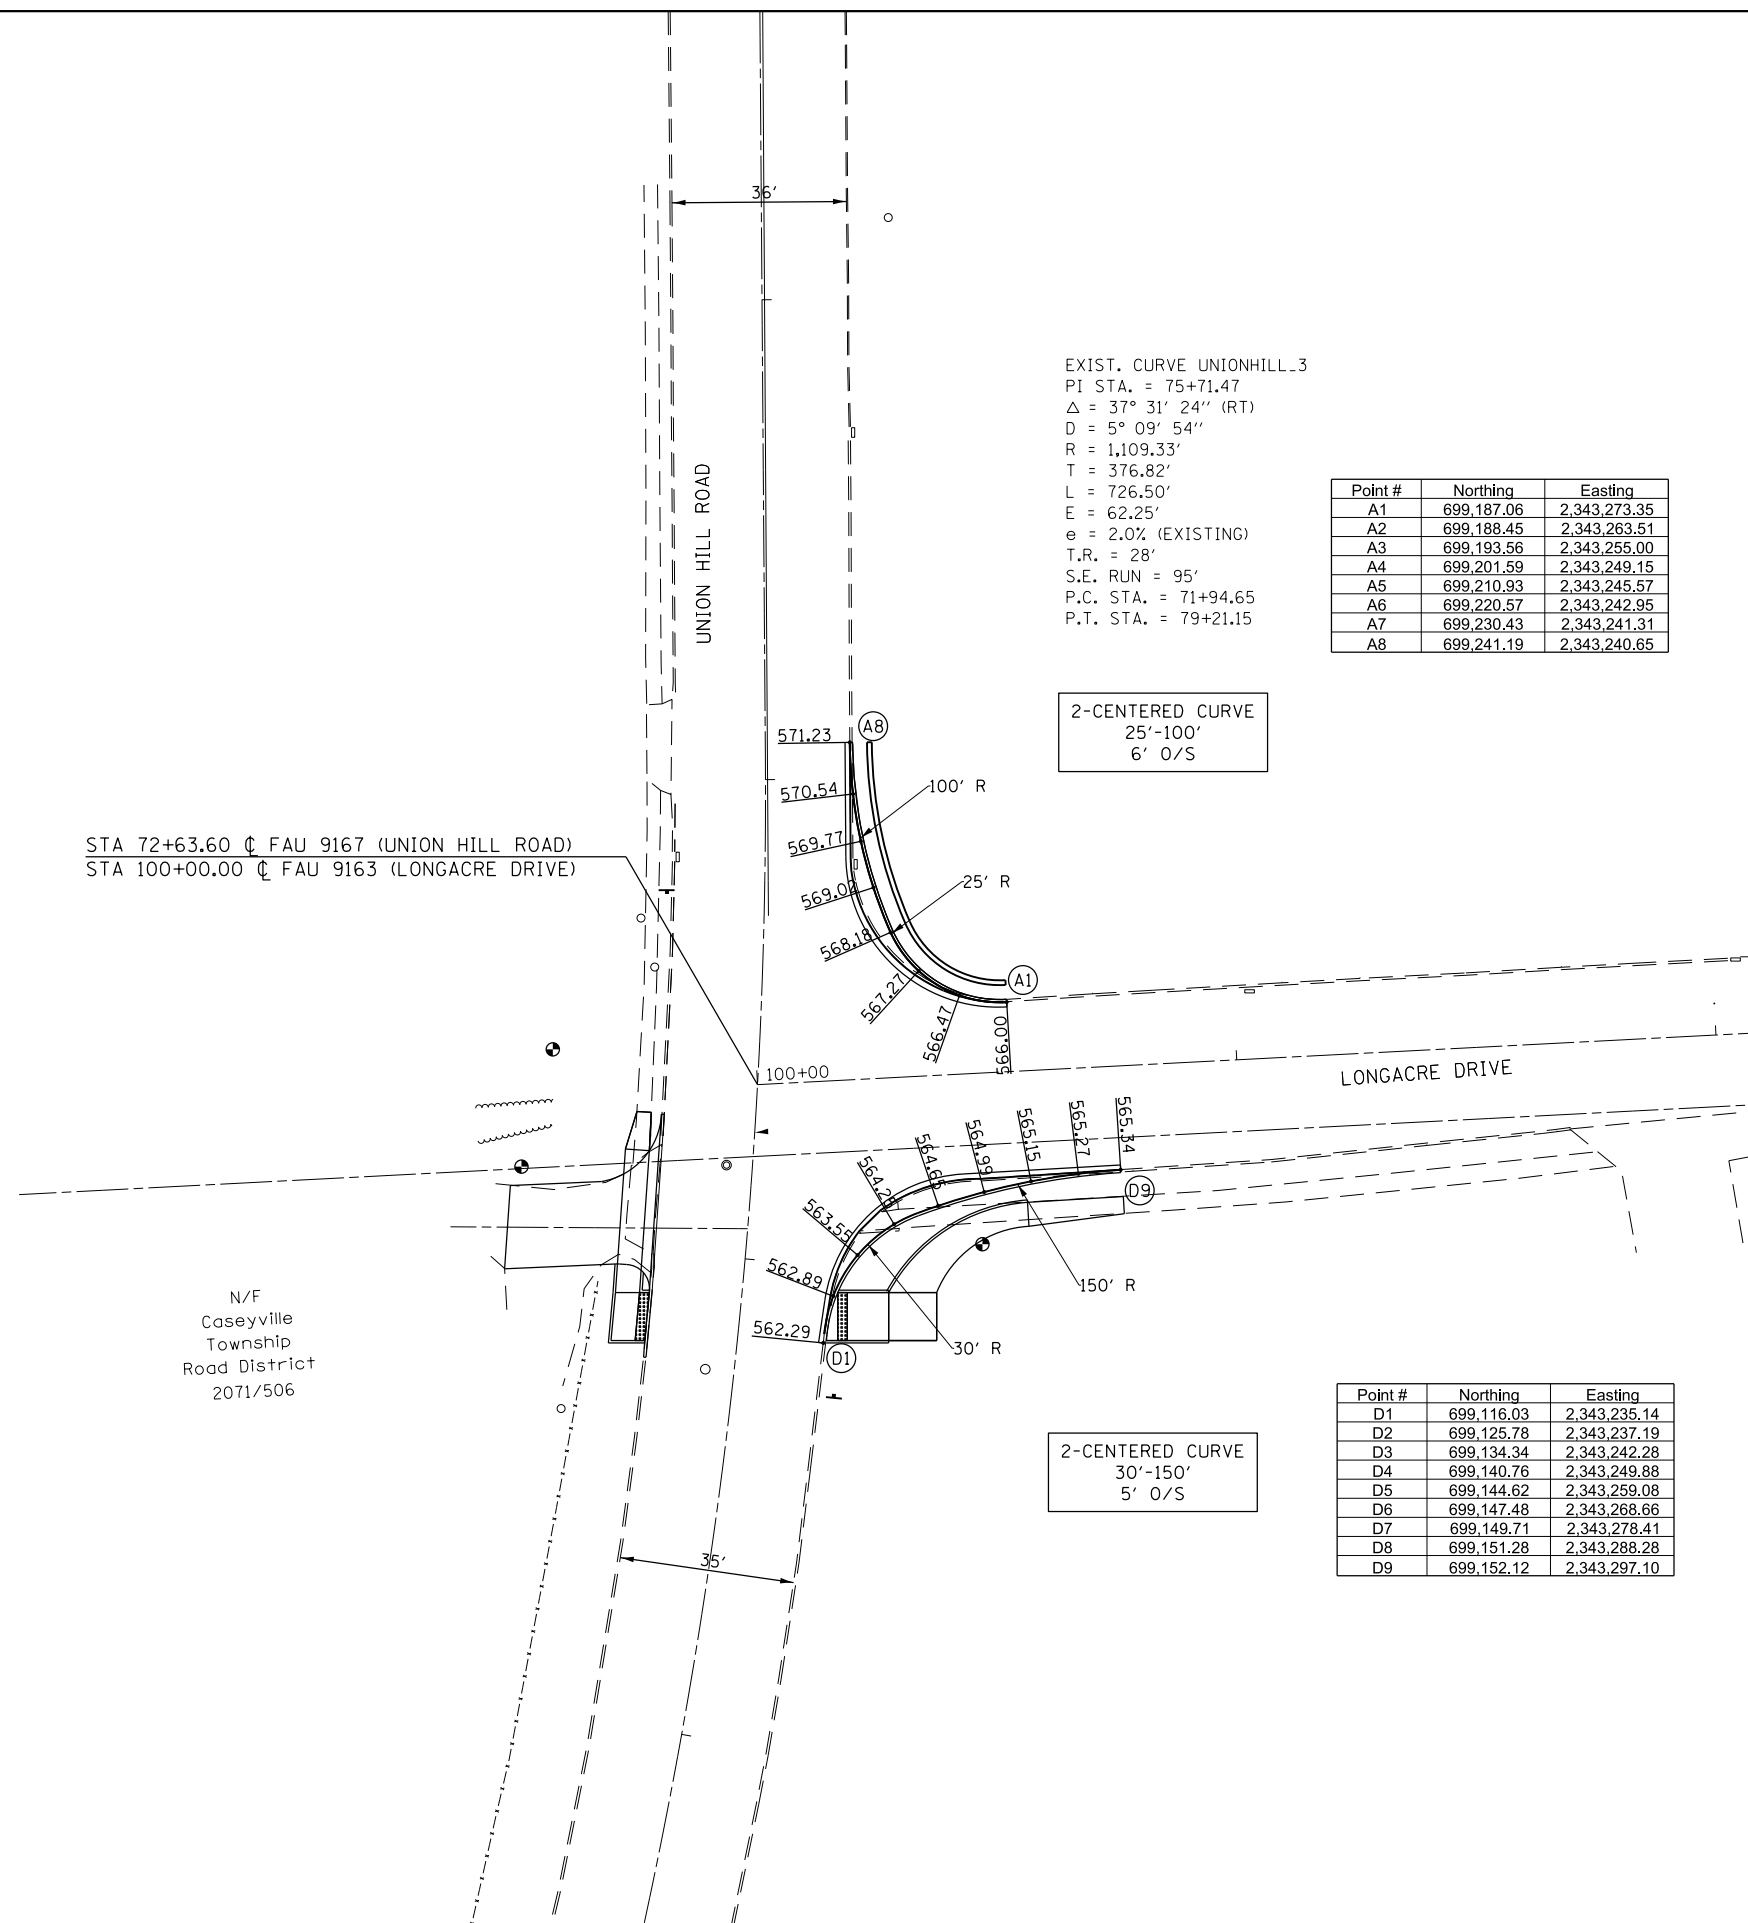 36'
EXIST. CURVE UNIONHILL_3
PI STA. = 75+71.47
△ = 37° 31' 24'' (RT)
D = 5° 09' 54''
R = 1,109.33'
T = 376.82'
L = 726.50'
E = 62.25'
e = 2.0% (EXISTING)
T.R. = 28'
S.E. RUN = 95'
P.C. STA. = 71+94.65
P.T. STA. = 79+21.15
UNION HILL ROAD
Point # Northing Easting
A1 699,187.06 2,343,273.35
A2 699,188.45 2,343,263.51
A3 699,193.56 2,343,255.00
A4 699,201.59 2,343,249.15
A5 699,210.93 2,343,245.57
A6 699,220.57 2,343,242.95
A7 699,230.43 2,343,241.31
A8 699,241.19 2,343,240.65
2-CENTERED CURVE
25'-100'
6' O/S
A8
571.23
570.54
100' R
569.77
569.02
25' R
568.18
567.27
566.47
566.00
A1
STA 72+63.60 ℄ FAU 9167 (UNION HILL ROAD)
STA 100+00.00 ℄ FAU 9163 (LONGACRE DRIVE)
100+00
LONGACRE DRIVE
565.34
565.27
565.15
564.99
564.65
564.25
563.55
562.89
562.29
D9
150' R
30' R
D1
N/F
Caseyville
Township
Road District
2071/506
2-CENTERED CURVE
30'-150'
5' O/S
Point # Northing Easting
D1 699,116.03 2,343,235.14
D2 699,125.78 2,343,237.19
D3 699,134.34 2,343,242.28
D4 699,140.76 2,343,249.88
D5 699,144.62 2,343,259.08
D6 699,147.48 2,343,268.66
D7 699,149.71 2,343,278.41
D8 699,151.28 2,343,288.28
D9 699,152.12 2,343,297.10
35'